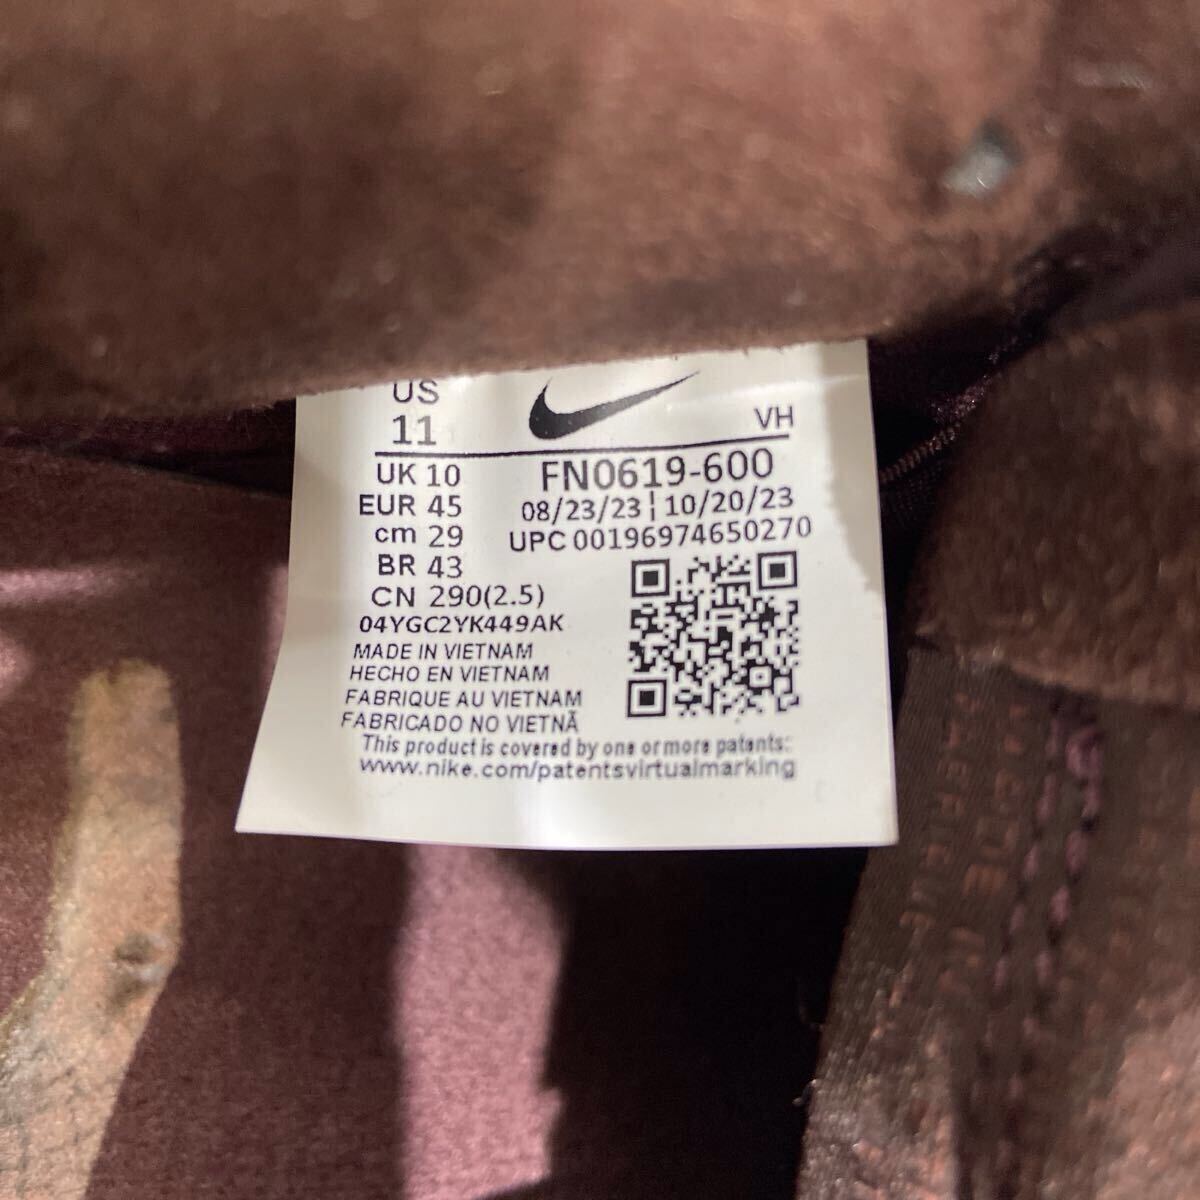 US
11
VH
UK 10
FN0619-600
EUR 45
08/23/23 ¦ 10/20/23
cm 29
UPC 00196974650270
BR 43
CN 290(2.5)
04YGC2YK449AK
MADE IN VIETNAM
HECHO EN VIETNAM
FABRIQUE AU VIETNAM
FABRICADO NO VIETNÃ
This product is covered by one or more patents:
www.nike.com/patentsvirtualmarking